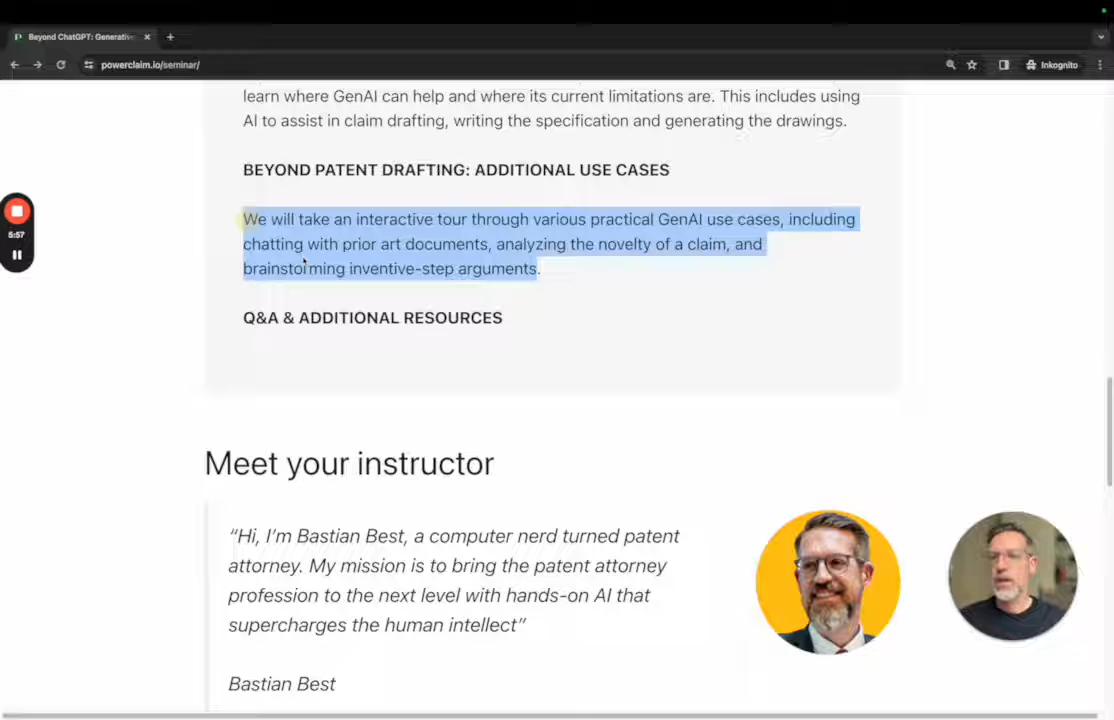 Beyond ChatGPT: Generativ
powerclaim.io/seminar/
Inkognito
learn where GenAI can help and where its current limitations are. This includes using
AI to assist in claim drafting, writing the specification and generating the drawings.
BEYOND PATENT DRAFTING: ADDITIONAL USE CASES
We will take an interactive tour through various practical GenAI use cases, including
chatting with prior art documents, analyzing the novelty of a claim, and
brainstorming inventive-step arguments.
5:57
Q&A & ADDITIONAL RESOURCES
Meet your instructor
“Hi, I’m Bastian Best, a computer nerd turned patent
attorney. My mission is to bring the patent attorney
profession to the next level with hands-on AI that
supercharges the human intellect”
Bastian Best